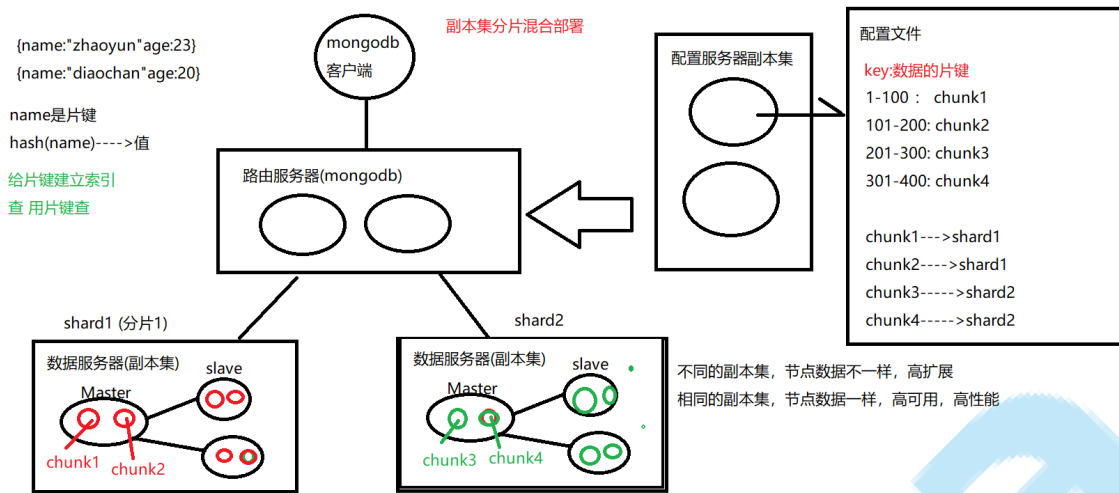 副本集分片混合部署
{name:"zhaoyun"age:23}
{name:"diaochan"age:20}
name是片键
hash(name)---->值
给片键建立索引
查 用片键查
mongodb
客户端
路由服务器(mongodb)
配置服务器副本集
配置文件
key:数据的片键
1-100： chunk1
101-200: chunk2
201-300: chunk3
301-400: chunk4
chunk1--->shard1
chunk2---->shard1
chunk3----->shard2
chunk4----->shard2
shard1 (分片1)
数据服务器(副本集)
Master
slave
chunk1
chunk2
shard2
数据服务器(副本集)
Master
slave
chunk3
chunk4
不同的副本集，节点数据不一样，高扩展
相同的副本集，节点数据一样，高可用，高性能